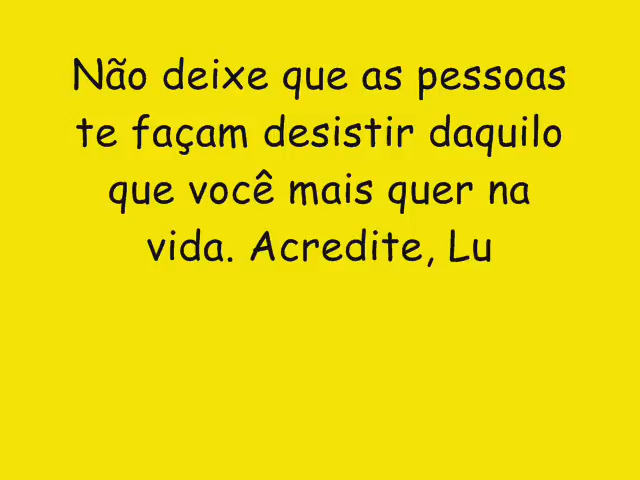 Não deixe que as pessoas
te façam desistir daquilo
que você mais quer na
vida. Acredite, Lu